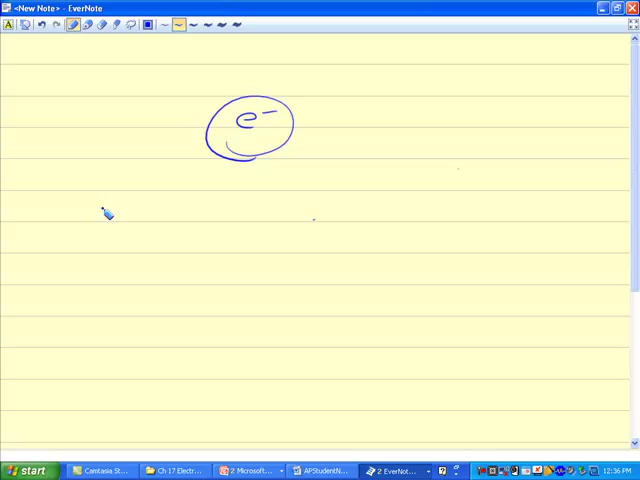 <New Note> - EverNote
A
e⁻
start
Camtasia St...
Ch 17 Electr...
2 Microsoft...
APStudentN...
2 EverNot...
12:36 PM